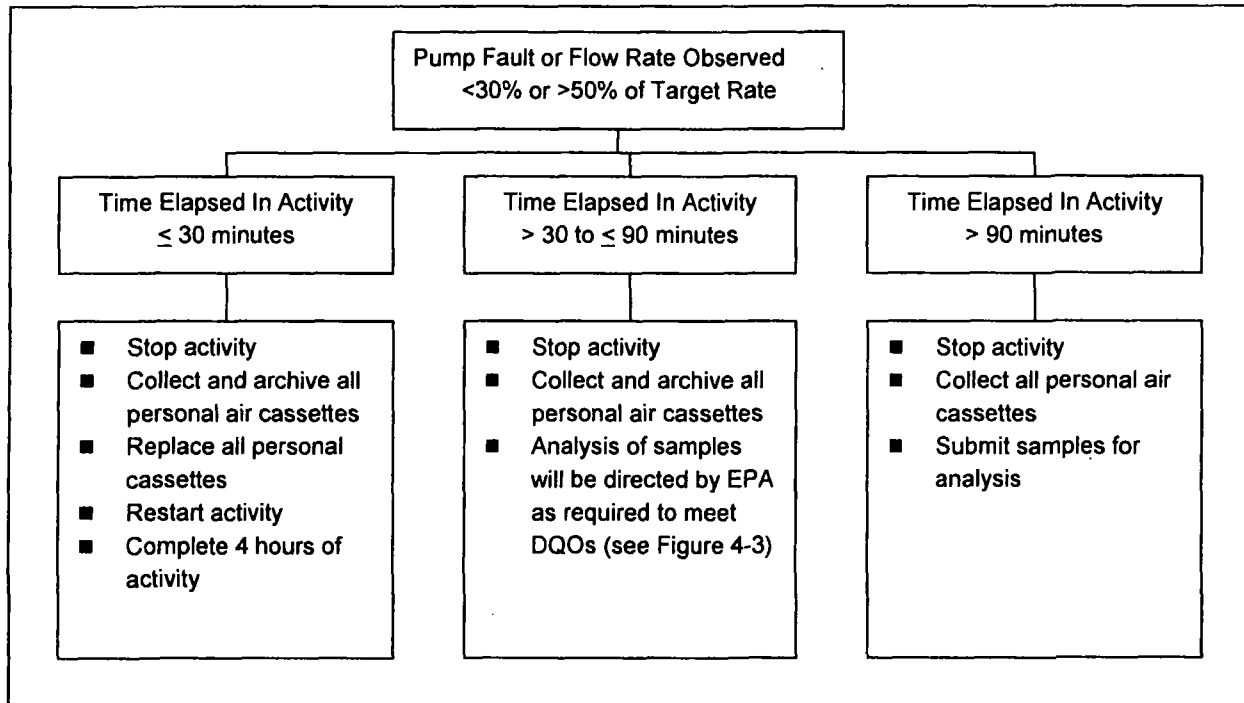 Pump Fault or Flow Rate Observed
<30% or >50% of Target Rate
Time Elapsed In Activity
≤ 30 minutes
Time Elapsed In Activity
> 30 to ≤ 90 minutes
Time Elapsed In Activity
> 90 minutes
■ Stop activity
■ Collect and archive all
personal air cassettes
■ Replace all personal
cassettes
■ Restart activity
■ Complete 4 hours of
activity
■ Stop activity
■ Collect and archive all
personal air cassettes
■ Analysis of samples
will be directed by EPA
as required to meet
DQOs (see Figure 4-3)
■ Stop activity
■ Collect all personal air
cassettes
■ Submit samples for
analysis